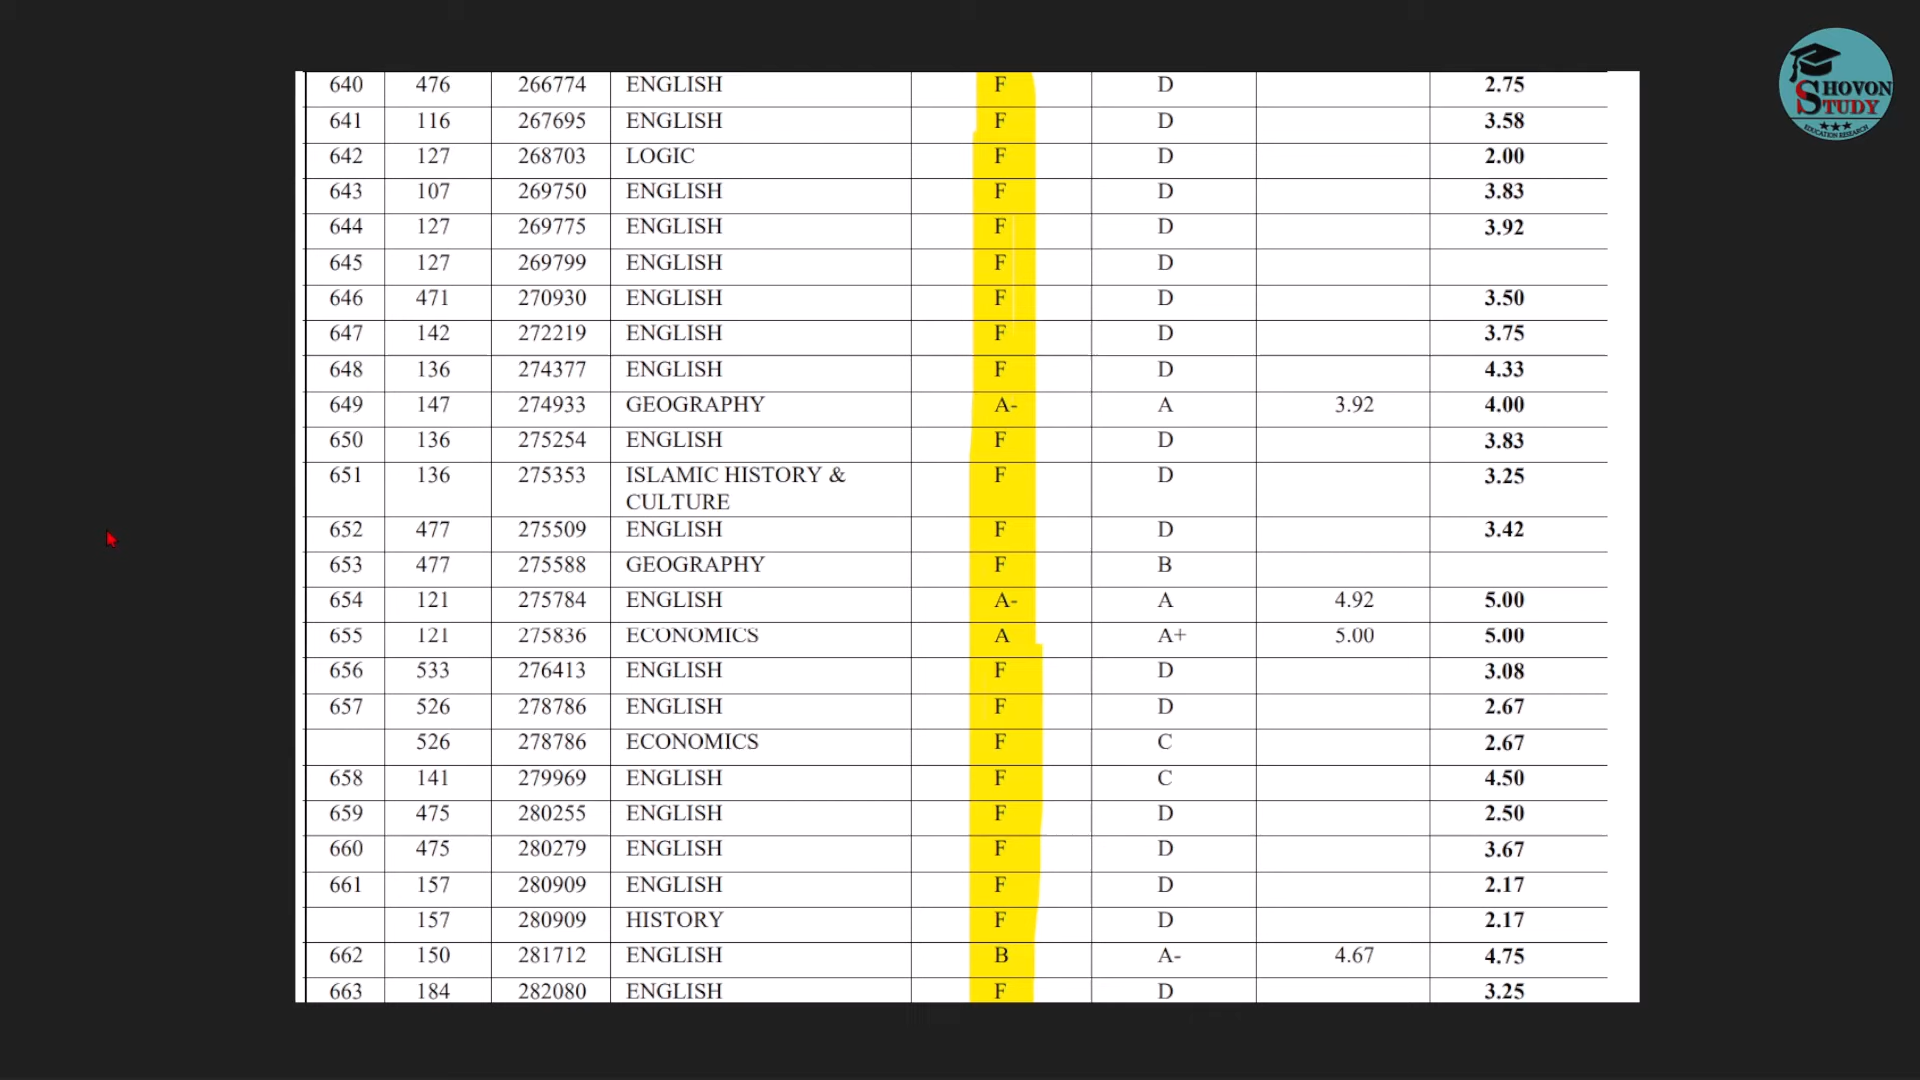 640 476 266774 ENGLISH F D 2.75
641 116 267695 ENGLISH F D 3.58
642 127 268703 LOGIC F D 2.00
643 107 269750 ENGLISH F D 3.83
644 127 269775 ENGLISH F D 3.92
645 127 269799 ENGLISH F D
646 471 270930 ENGLISH F D 3.50
647 142 272219 ENGLISH F D 3.75
648 136 274377 ENGLISH F D 4.33
649 147 274933 GEOGRAPHY A- A 3.92 4.00
650 136 275254 ENGLISH F D 3.83
651 136 275353 ISLAMIC HISTORY & F D 3.25
CULTURE
652 477 275509 ENGLISH F D 3.42
653 477 275588 GEOGRAPHY F B
654 121 275784 ENGLISH A- A 4.92 5.00
655 121 275836 ECONOMICS A A+ 5.00 5.00
656 533 276413 ENGLISH F D 3.08
657 526 278786 ENGLISH F D 2.67
526 278786 ECONOMICS F C 2.67
658 141 279969 ENGLISH F C 4.50
659 475 280255 ENGLISH F D 2.50
660 475 280279 ENGLISH F D 3.67
661 157 280909 ENGLISH F D 2.17
157 280909 HISTORY F D 2.17
662 150 281712 ENGLISH B A- 4.67 4.75
663 184 282080 ENGLISH F D 3.25
SHOVON
STUDY
EDUCATION RESEARCH